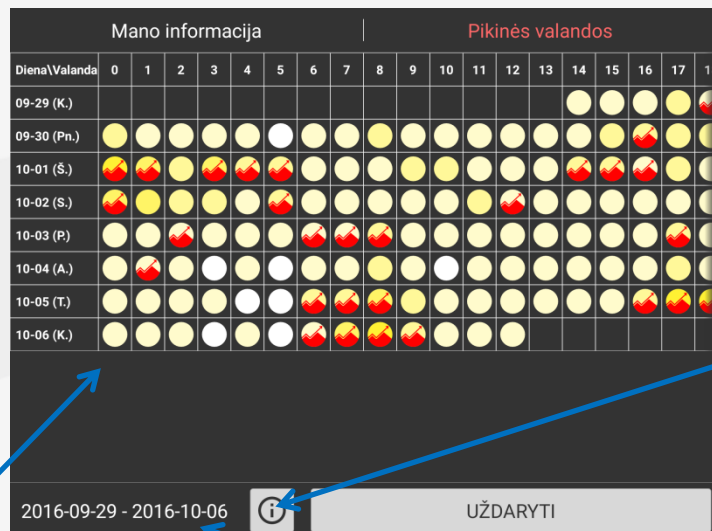 Mano informacija Pikinės valandos
Diena\Valanda 0 1 2 3 4 5 6 7 8 9 10 11 12 13 14 15 16 17 1
09-29 (K.)
09-30 (Pn.)
10-01 (Š.)
10-02 (S.)
10-03 (P.)
10-04 (A.)
10-05 (T.)
10-06 (K.)
2016-09-29 - 2016-10-06 UŽDARYTI